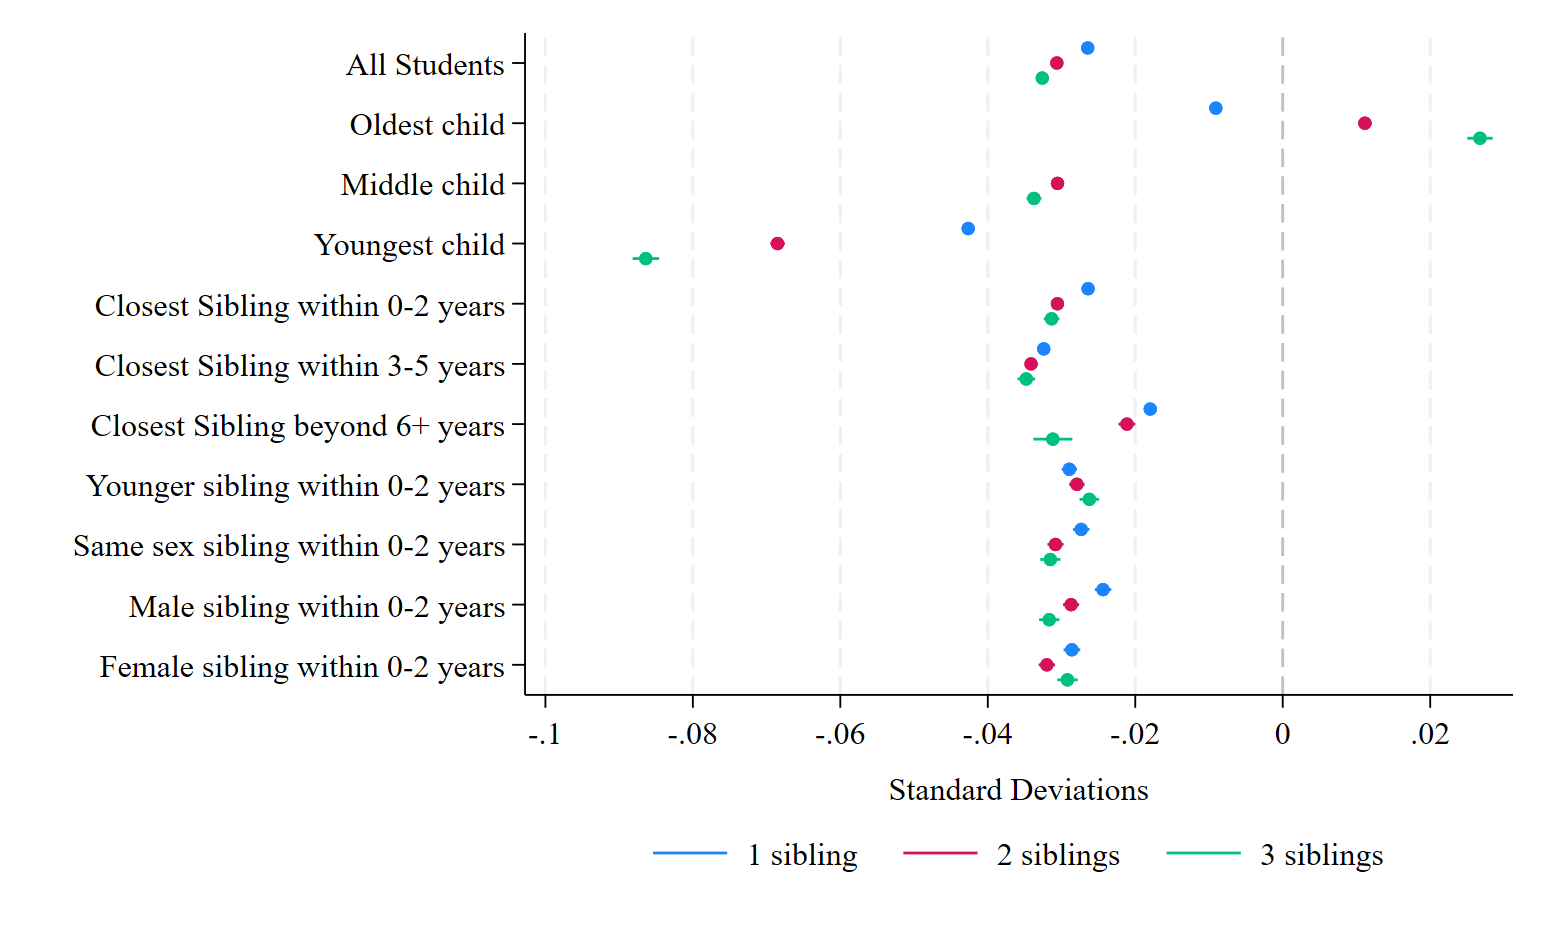 All Students
Oldest child
Middle child
Youngest child
Closest Sibling within 0-2 years
Closest Sibling within 3-5 years
Closest Sibling beyond 6+ years
Younger sibling within 0-2 years
Same sex sibling within 0-2 years
Male sibling within 0-2 years
Female sibling within 0-2 years
-.1 -.08 -.06 -.04 -.02 0 .02
Standard Deviations
1 sibling 2 siblings 3 siblings